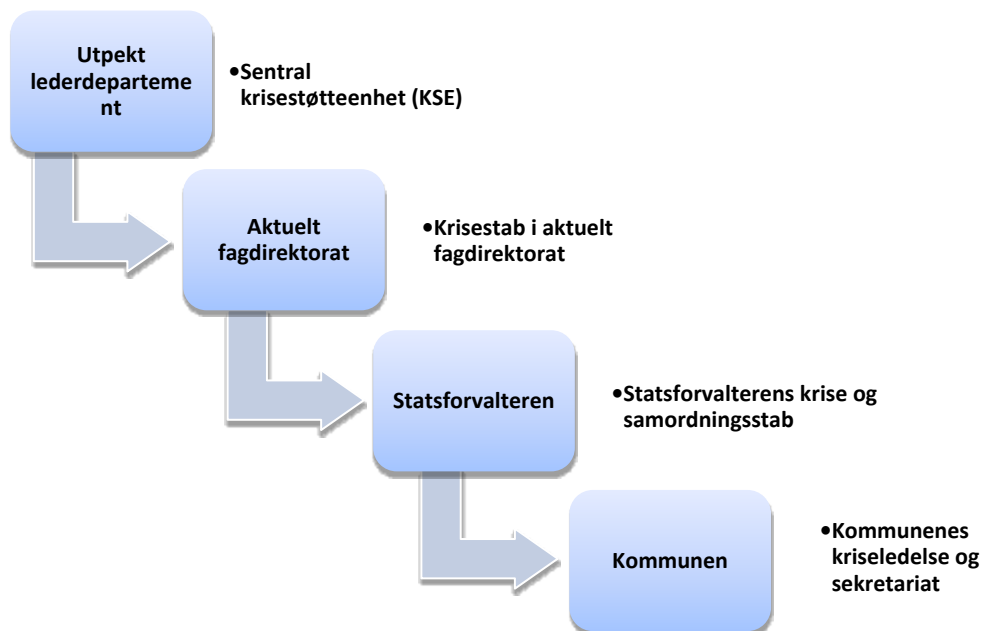 Utpekt
lederdeparteme
nt
•Sentral
krisestøtteenhet (KSE)
Aktuelt
fagdirektorat
•Krisestab i aktuelt
fagdirektorat
Statsforvalteren
•Statsforvalterens krise og
samordningsstab
Kommunen
•Kommunenes
kriseledelse og
sekretariat